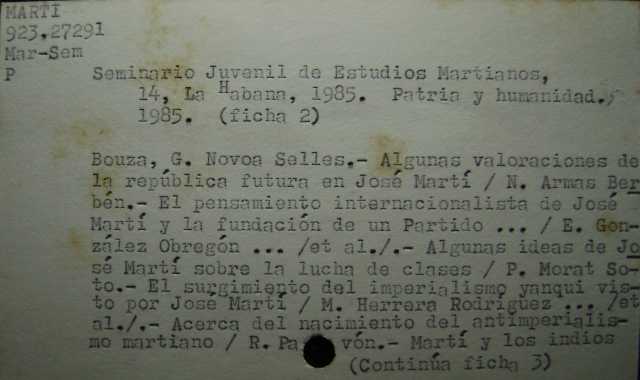 MARTÍ
923.27291
Mar-Sem
P Seminario Juvenil de Estudios Martianos,
14, La Habana, 1985. Patria y humanidad.,
1985. (ficha 2)
Bouza, G. Novoa Selles.- Algunas valoraciones de
la república futura en José Martí / N. Armas Ber
bén.- El pensamiento internacionalista de José
Martí y la fundación de un Partido ... / E. Gon-
zález Obregón ... /et al./.- Algunas ideas de Jo
sé Martí sobre la lucha de clases / P. Morat So-
to.- El surgimiento del imperialismo yanqui vis-
to por José Martí / M. Herrera Rodríguez ... /et
al./.- Acerca del nacimiento del antimperialis-
mo martiano / R. Pa vón.- Martí y los indios
(Continúa ficha 3)